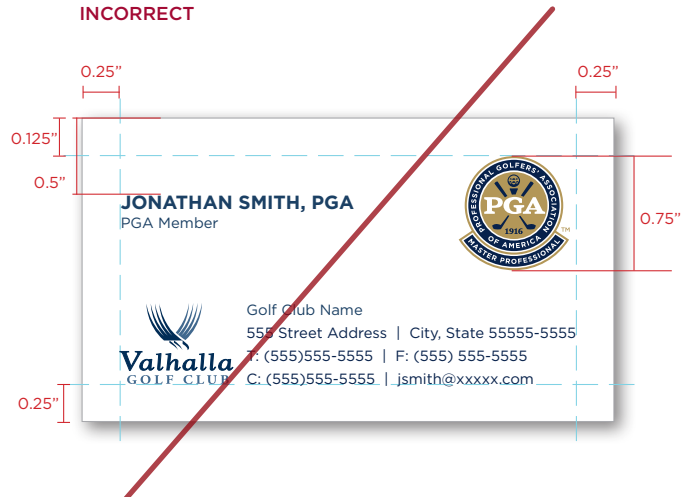 INCORRECT
0.25”
0.25”
0.125”
0.5”
JONATHAN SMITH, PGA
PGA Member
PROFESSIONAL GOLFERS' ASSOCIATION
PGA
1916
OF AMERICA
MASTER PROFESSIONAL
TM
0.75”
Golf Club Name
555 Street Address | City, State 55555-5555
T: (555)555-5555 | F: (555) 555-5555
C: (555)555-5555 | jsmith@xxxxx.com
Valhalla
GOLF CLUB
0.25”